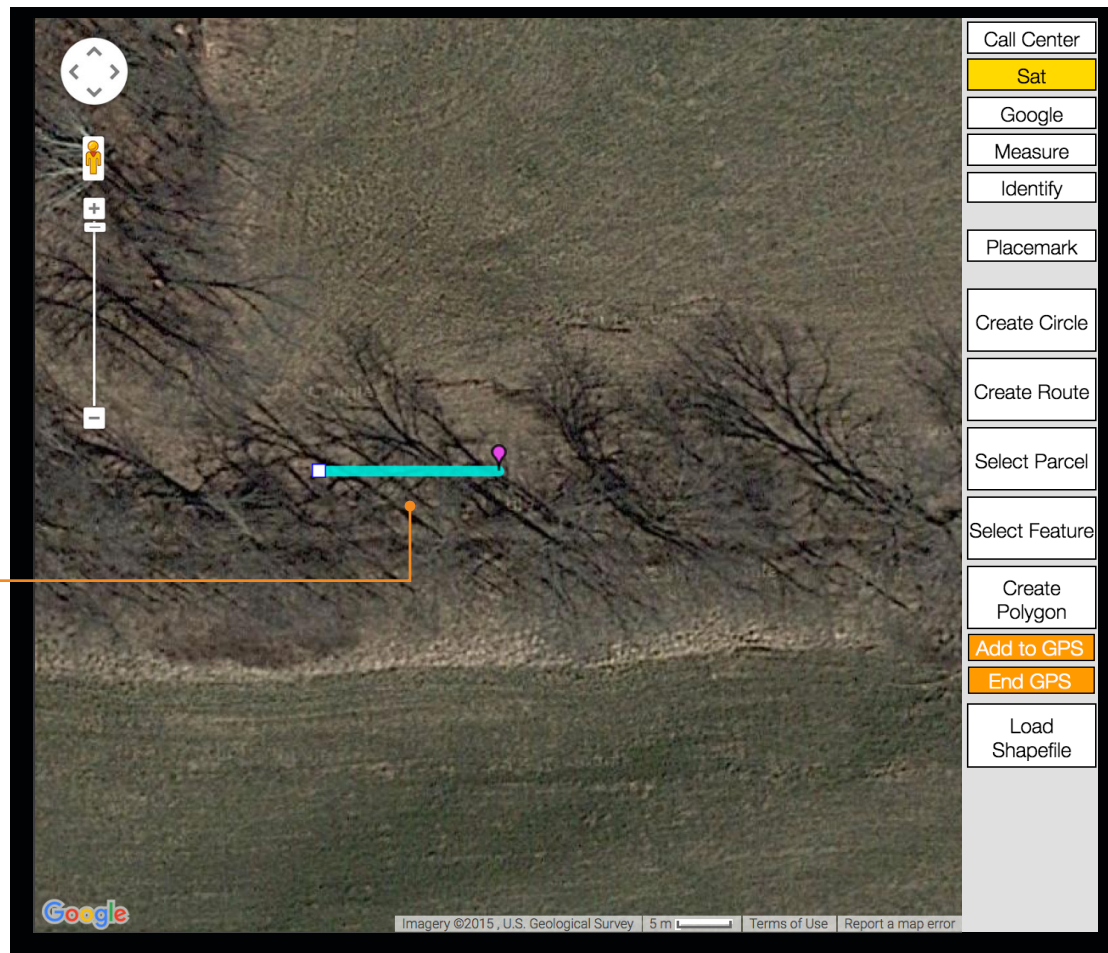 Call Center
Sat
Google
Measure
Identify
Placemark
Create Circle
Create Route
Select Parcel
Select Feature
Create
Polygon
Add to GPS
End GPS
Load
Shapefile
+
−
Google
Imagery ©2015 , U.S. Geological Survey
5 m
Terms of Use
Report a map error